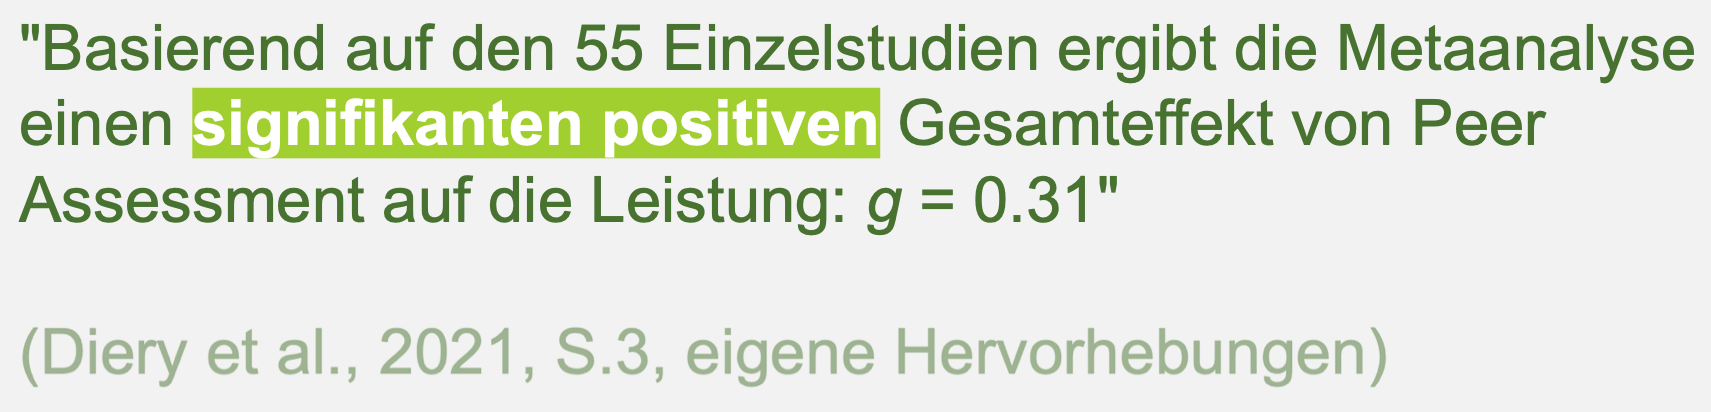 "Basierend auf den 55 Einzelstudien ergibt die Metaanalyse
einen signifikanten positiven Gesamteffekt von Peer
Assessment auf die Leistung: g = 0.31"
(Diery et al., 2021, S.3, eigene Hervorhebungen)